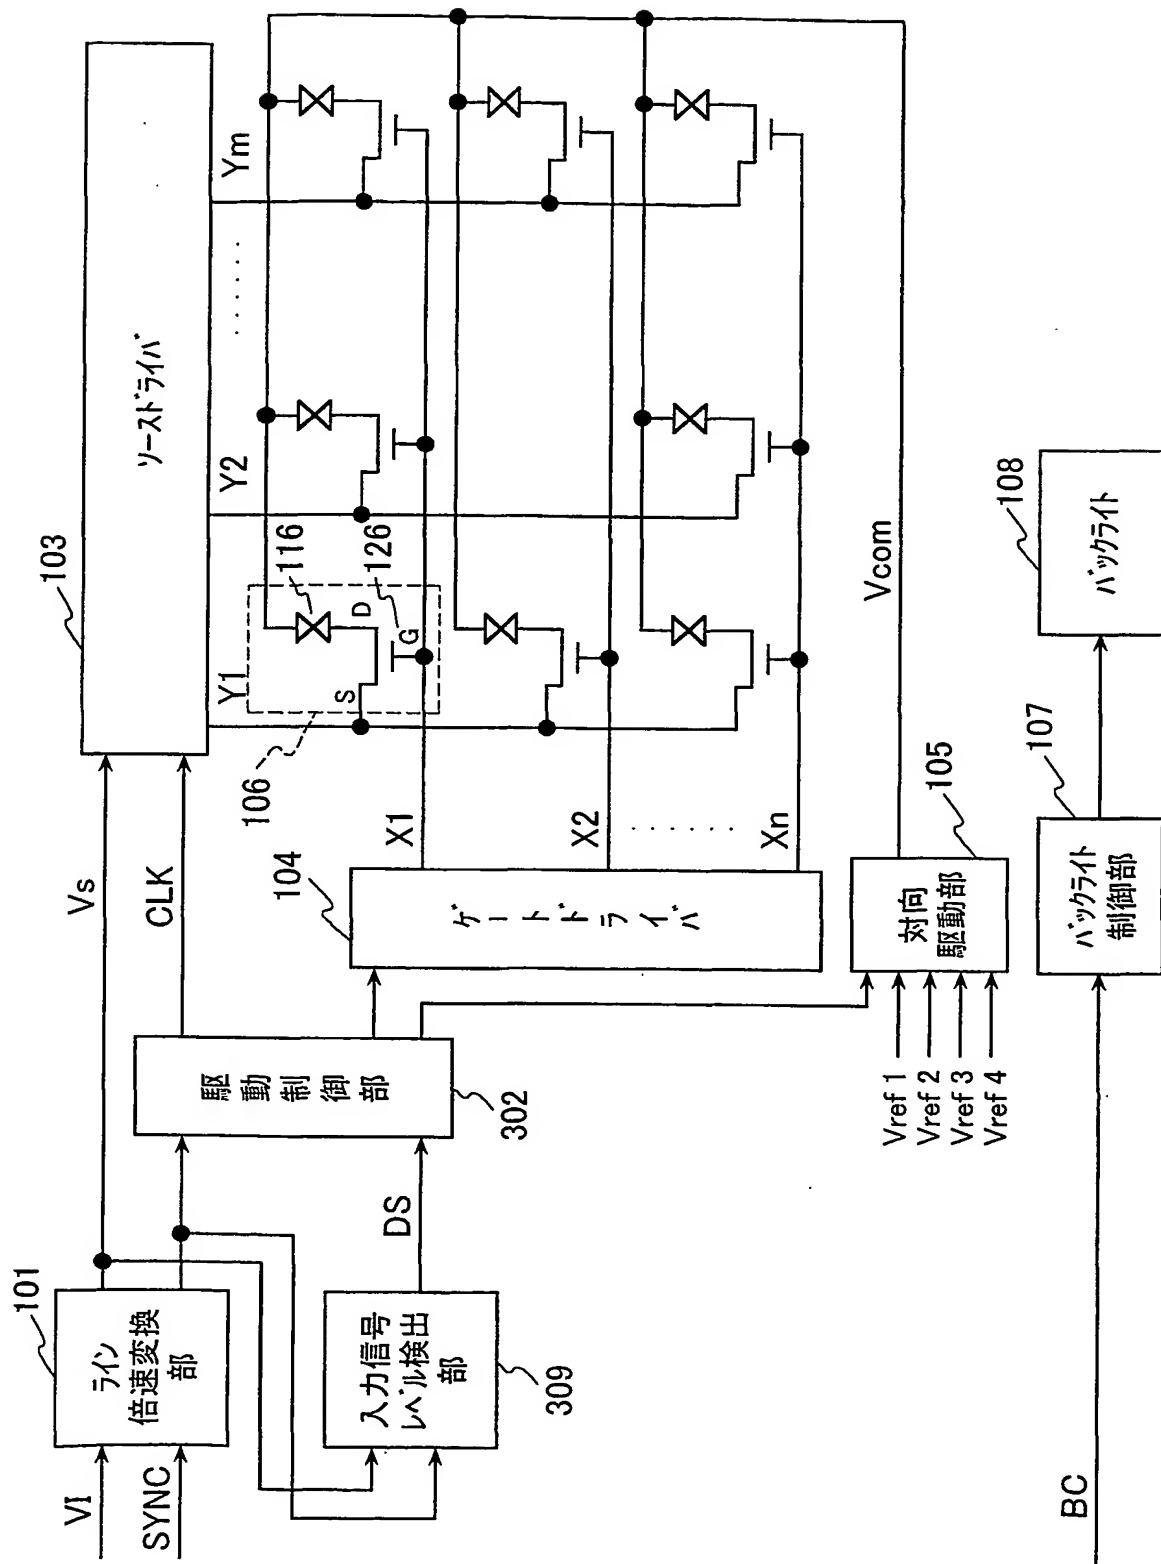 VI
SYNC
101
ライン
倍速変換
部
Vs
CLK
入力信号
レベル検出
部
309
DS
駆動制御部
302
103
ソースドライバ
104
ゲートドライバ
Y1
Y2
......
Ym
106
116
126
S
D
G
X1
X2
......
Xn
Vcom
105
対向
駆動部
Vref 1
Vref 2
Vref 3
Vref 4
BC
107
バックライト
制御部
108
バックライト